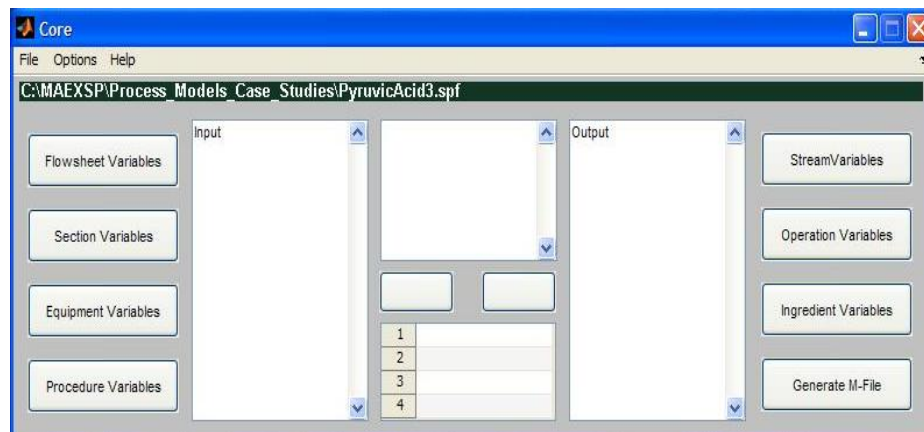 Core
File Options Help
C:\MAEXSP\Process_Models_Case_Studies\PyruvicAcid3.spf
Flowsheet Variables
Section Variables
Equipment Variables
Procedure Variables
Input
1
2
3
4
Output
StreamVariables
Operation Variables
Ingredient Variables
Generate M-File